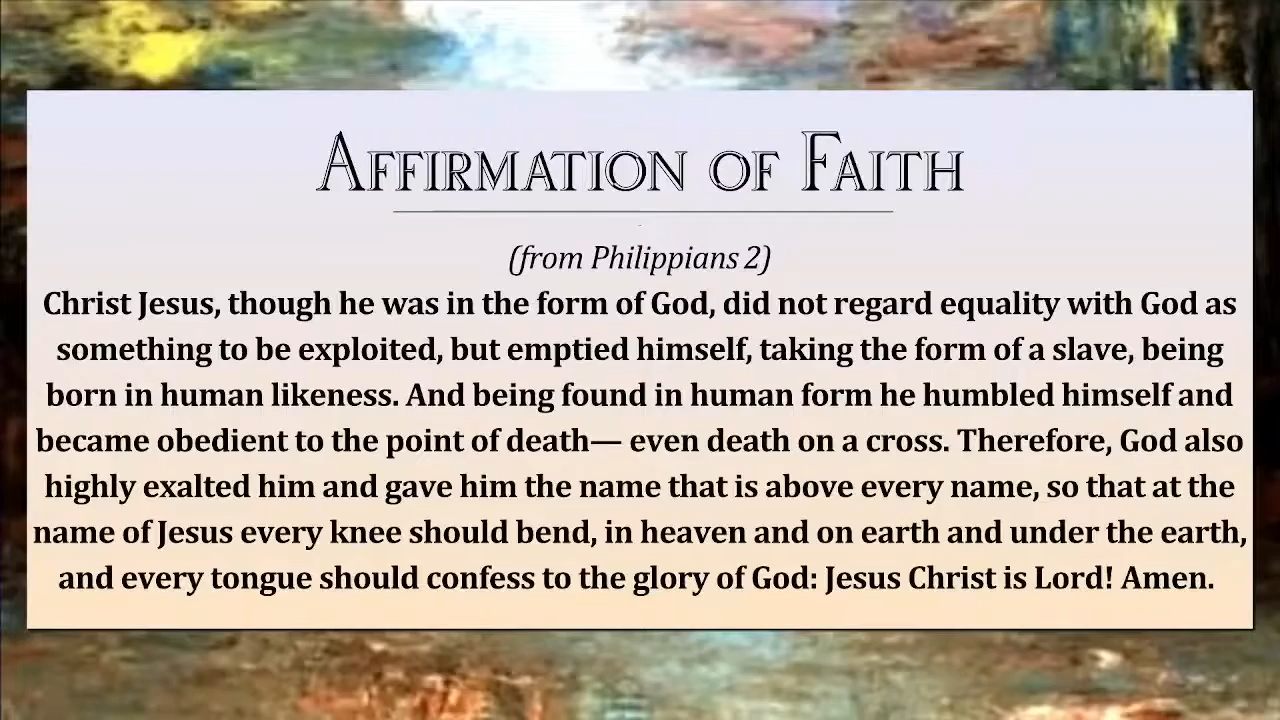 AFFIRMATION OF FAITH
(from Philippians 2)
Christ Jesus, though he was in the form of God, did not regard equality with God as
something to be exploited, but emptied himself, taking the form of a slave, being
born in human likeness. And being found in human form he humbled himself and
became obedient to the point of death— even death on a cross. Therefore, God also
highly exalted him and gave him the name that is above every name, so that at the
name of Jesus every knee should bend, in heaven and on earth and under the earth,
and every tongue should confess to the glory of God: Jesus Christ is Lord! Amen.